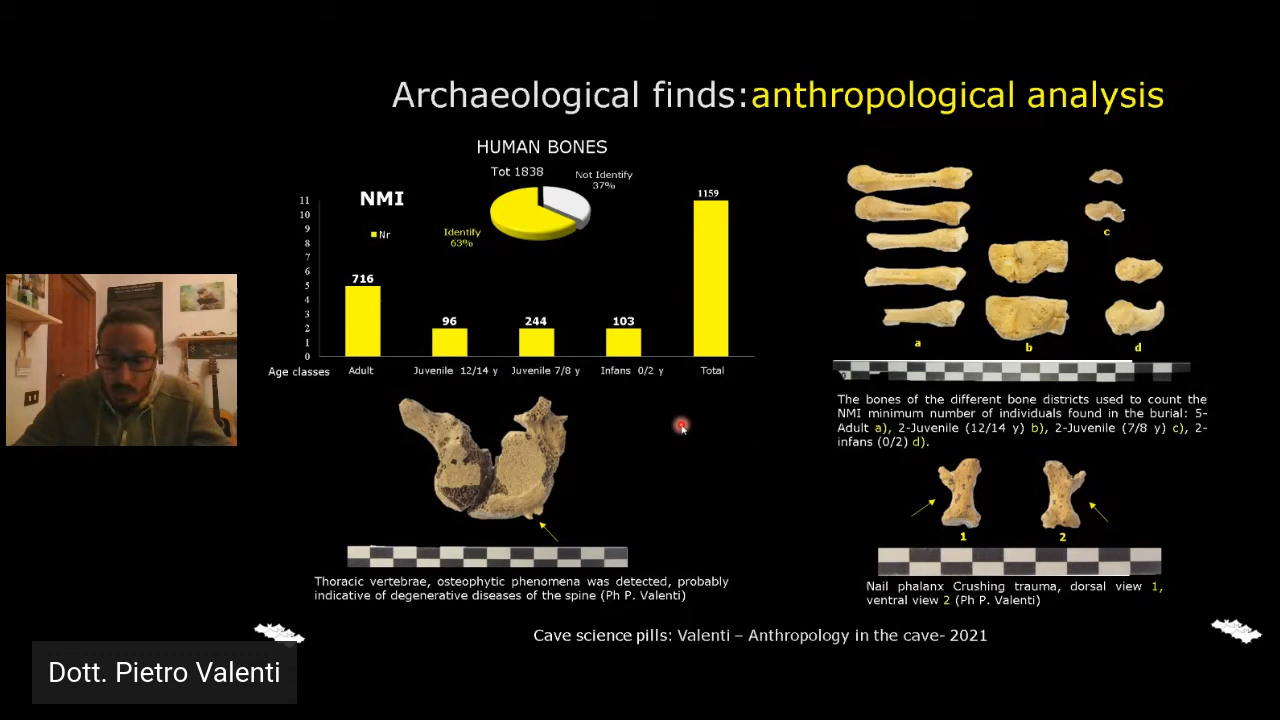 Archaeological finds:anthropological analysis
HUMAN BONES
Tot 1838
Not Identify
37%
Identify
63%
NMI
Nr
11
10
9
8
7
6
5
4
3
2
1
0
716
96
244
103
1159
Age classes
Adult
Juvenile 12/14 y
Juvenile 7/8 y
Infans 0/2 y
Total
a
b
c
d
The bones of the different bone districts used to count the
NMI minimum number of individuals found in the burial: 5-
Adult a), 2-Juvenile (12/14 y) b), 2-Juvenile (7/8 y) c), 2-
infans (0/2) d).
1
2
Thoracic vertebrae, osteophytic phenomena was detected, probably
indicative of degenerative diseases of the spine (Ph P. Valenti)
Nail phalanx Crushing trauma, dorsal view 1,
ventral view 2 (Ph P. Valenti)
Cave science pills: Valenti – Anthropology in the cave- 2021
Dott. Pietro Valenti